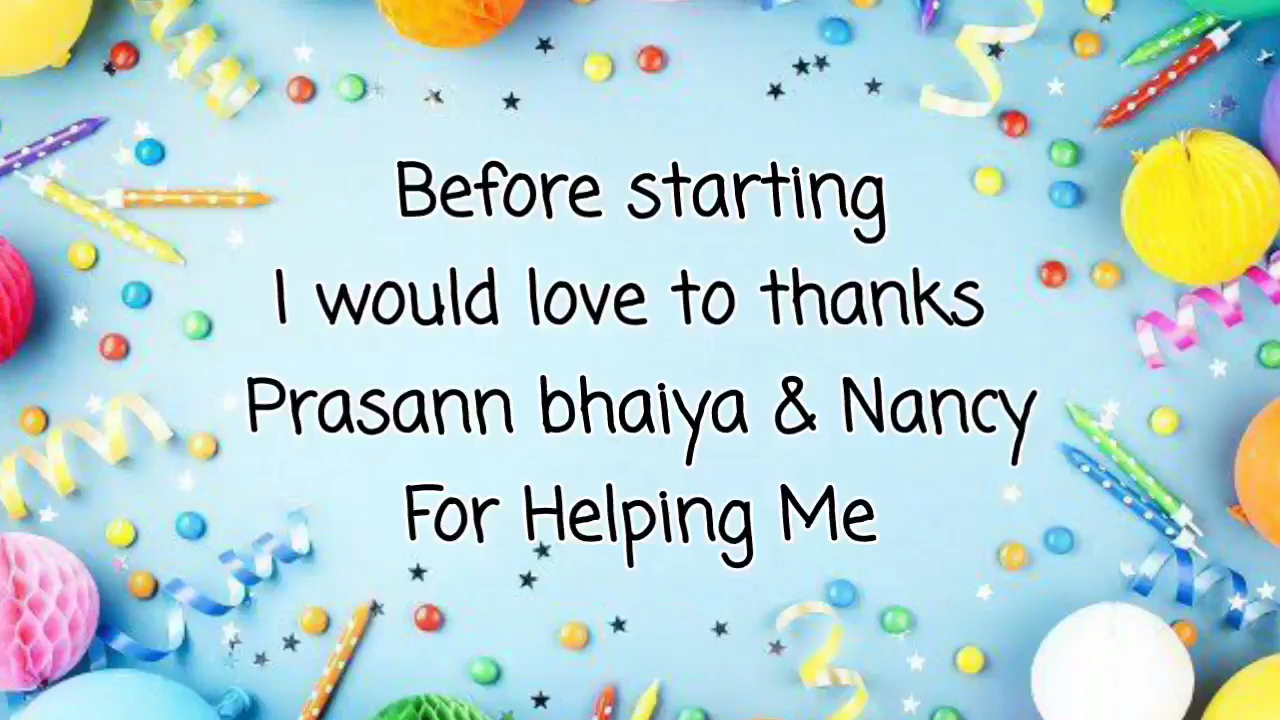 Before starting
I would love to thanks
Prasann bhaiya & Nancy
For Helping Me